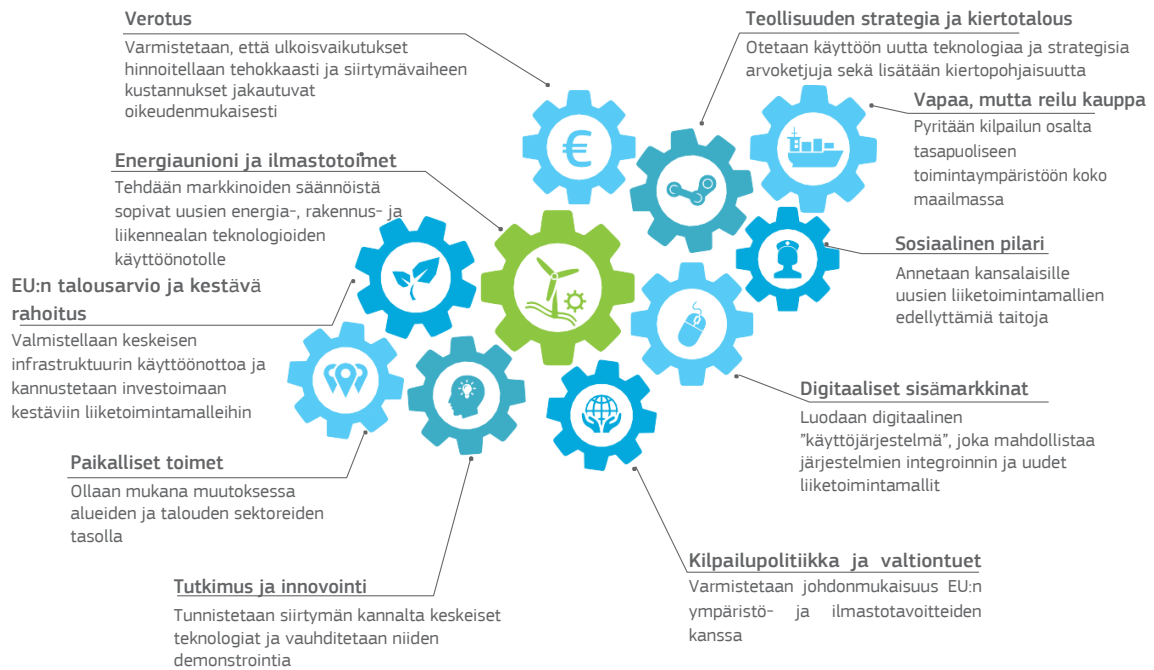 Verotus
Varmistetaan, että ulkoisvaikutukset
hinnoitellaan tehokkaasti ja siirtymävaiheen
kustannukset jakautuvat
oikeudenmukaisesti
Teollisuuden strategia ja kiertotalous
Otetaan käyttöön uutta teknologiaa ja strategisia
arvoketjuja sekä lisätään kiertopohjaisuutta
Vapaa, mutta reilu kauppa
Pyritään kilpailun osalta
tasapuoliseen
toimintaympäristöön koko
maailmassa
€
Energiaunioni ja ilmastotoimet
Tehdään markkinoiden säännöistä
sopivat uusien energia-, rakennus- ja
liikennealan teknologioiden
käyttöönotolle
Sosiaalinen pilari
Annetaan kansalaisille
uusien liiketoimintamallien
edellyttämiä taitoja
EU:n talousarvio ja kestävä
rahoitus
Valmistellaan keskeisen
infrastruktuurin käyttöönottoa ja
kannustetaan investoimaan
kestäviin liiketoimintamalleihin
Digitaaliset sisämarkkinat
Luodaan digitaalinen
"käyttöjärjestelmä", joka mahdollistaa
järjestelmien integroinnin ja uudet
liiketoimintamallit
Paikalliset toimet
Ollaan mukana muutoksessa
alueiden ja talouden sektoreiden
tasolla
Kilpailupolitiikka ja valtiontuet
Varmistetaan johdonmukaisuus EU:n
ympäristö- ja ilmastotavoitteiden
kanssa
Tutkimus ja innovointi
Tunnistetaan siirtymän kannalta keskeiset
teknologiat ja vauhditetaan niiden
demonstrointia